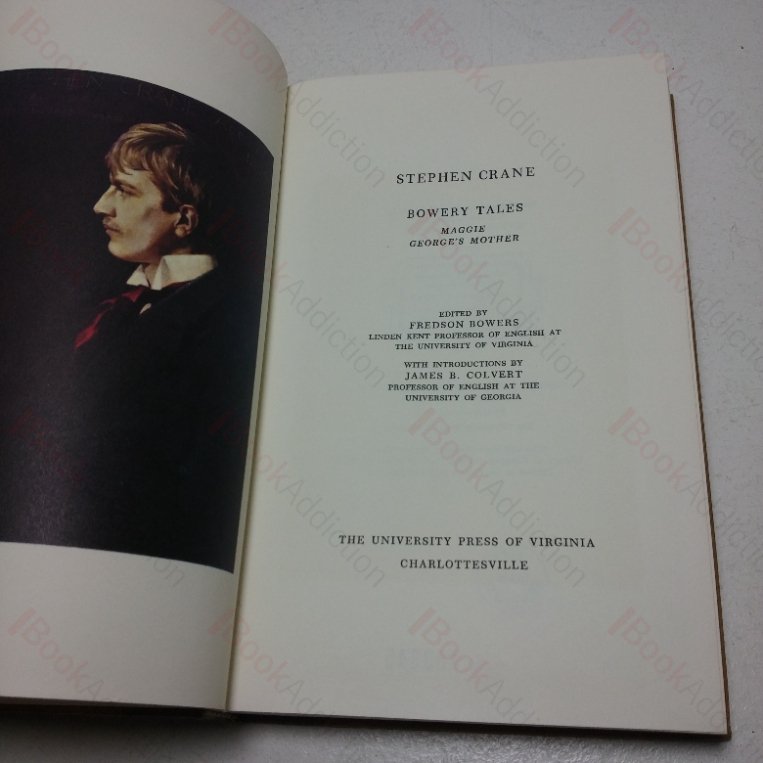 STEPHEN CRANE
BOWERY TALES
MAGGIE
GEORGE'S MOTHER
EDITED BY
FREDSON BOWERS
LINDEN KENT PROFESSOR OF ENGLISH AT
THE UNIVERSITY OF VIRGINIA
WITH INTRODUCTIONS BY
JAMES B. COLVERT
PROFESSOR OF ENGLISH AT THE
UNIVERSITY OF GEORGIA
THE UNIVERSITY PRESS OF VIRGINIA
CHARLOTTESVILLE
BookAddiction